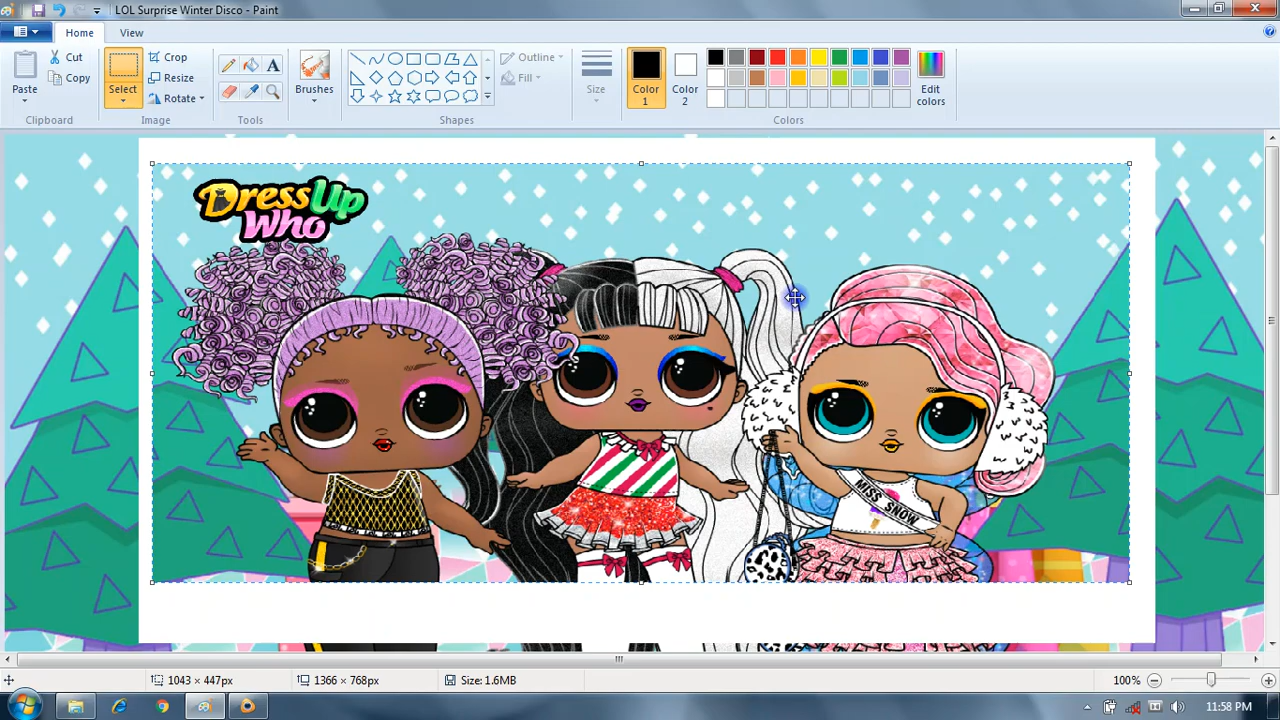 LOL Surprise Winter Disco - Paint
Home View
Paste
Cut
Copy
Clipboard
Select
Crop
Resize
Rotate
Image
Tools
Brushes
Shapes
Outline
Fill
Size
Color 1
Color 2
Edit colors
Colors
DressUp
Who
MISS SNOW
1043 × 447px
1366 × 768px
Size: 1.6MB
100%
11:58 PM